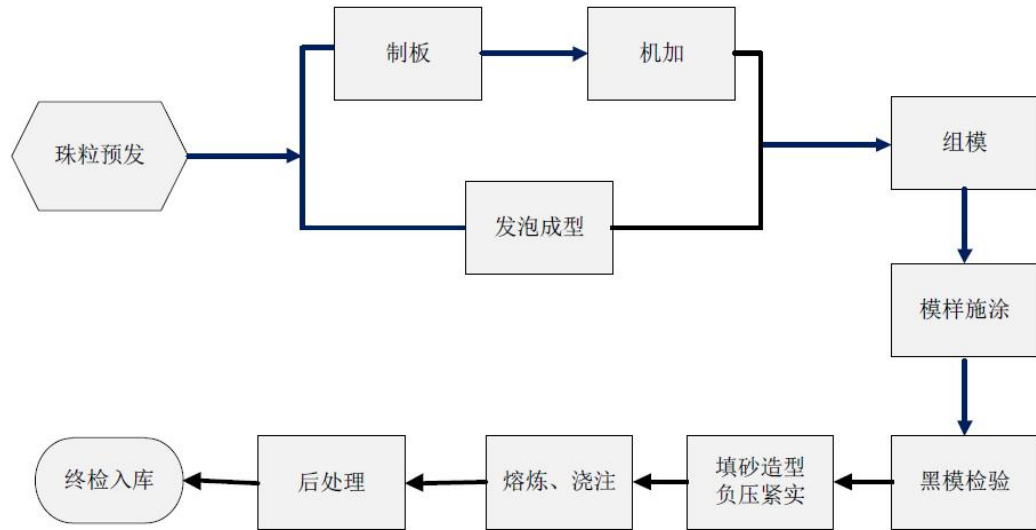 制板
机加
珠粒预发
组模
发泡成型
模样施涂
终检入库
后处理
熔炼、浇注
填砂造型
负压紧实
黑模检验